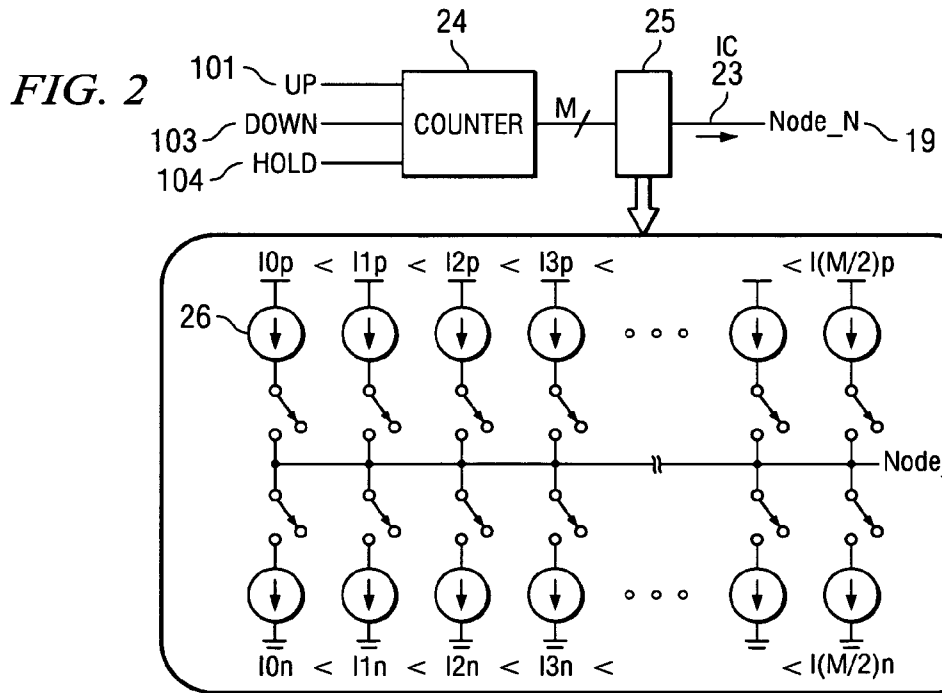 FIG. 2
24
25
IC
23
101
UP
103
DOWN
104
HOLD
COUNTER
M
Node_N
19
I0p < I1p < I2p < I3p < < I(M/2)p
26
Node_
I0n < I1n < I2n < I3n < < I(M/2)n